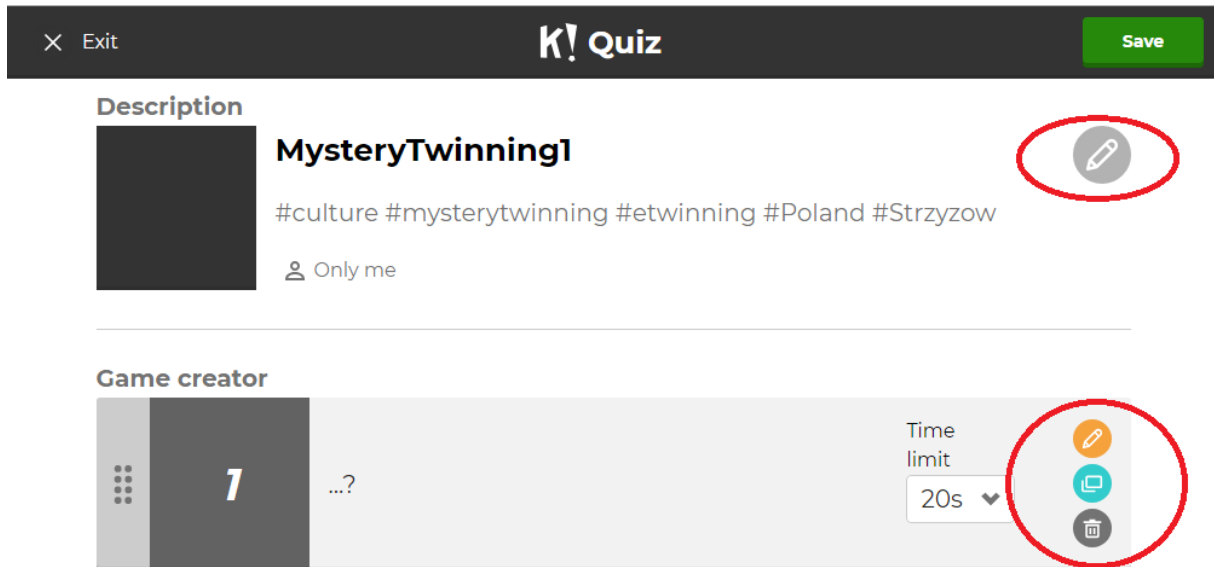 Exit
K! Quiz
Save
Description
MysteryTwinning1
#culture #mysterytwinning #etwinning #Poland #Strzyzow
Only me
Game creator
1
...?
Time
limit
20s